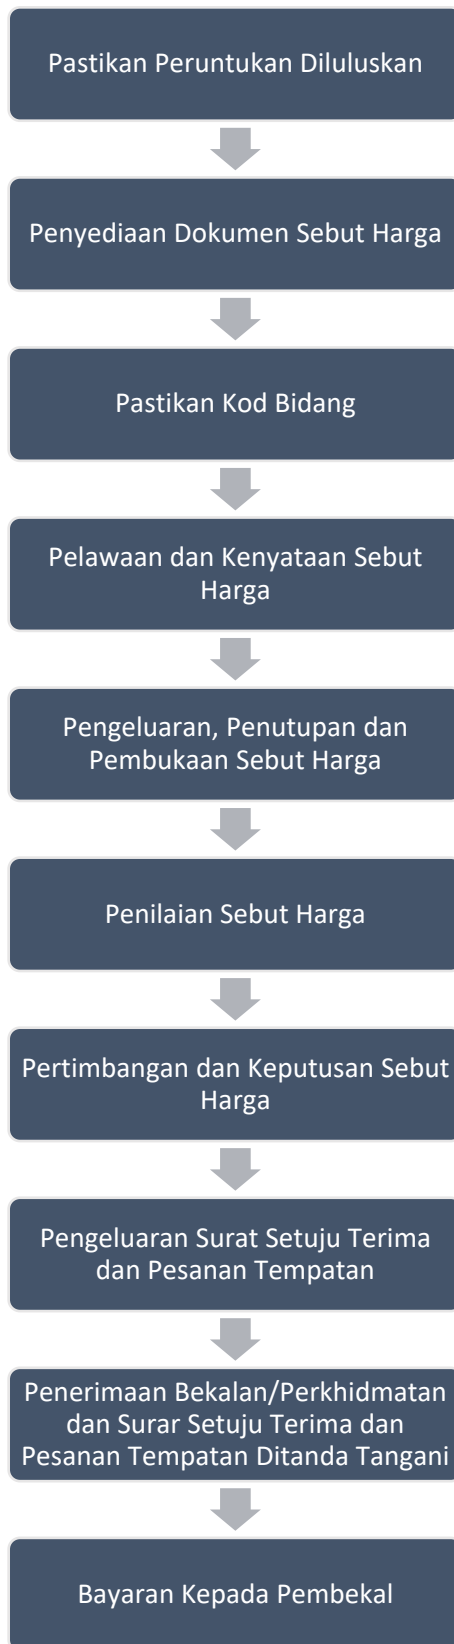 Pastikan Peruntukan Diluluskan
Penyediaan Dokumen Sebut Harga
Pastikan Kod Bidang
Pelawaan dan Kenyataan Sebut
Harga
Pengeluaran, Penutupan dan
Pembukaan Sebut Harga
Penilaian Sebut Harga
Pertimbangan dan Keputusan Sebut
Harga
Pengeluaran Surat Setuju Terima
dan Pesanan Tempatan
Penerimaan Bekalan/Perkhidmatan
dan Surar Setuju Terima dan
Pesanan Tempatan Ditanda Tangani
Bayaran Kepada Pembekal